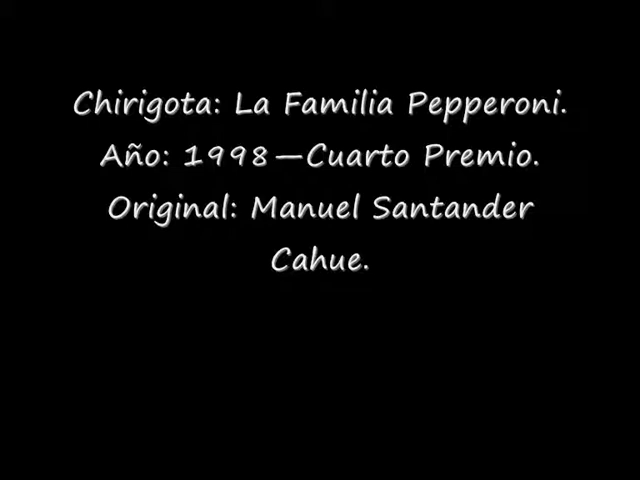 Chirigota: La Familia Pepperoni.
Año: 1998—Cuarto Premio.
Original: Manuel Santander
Cahue.